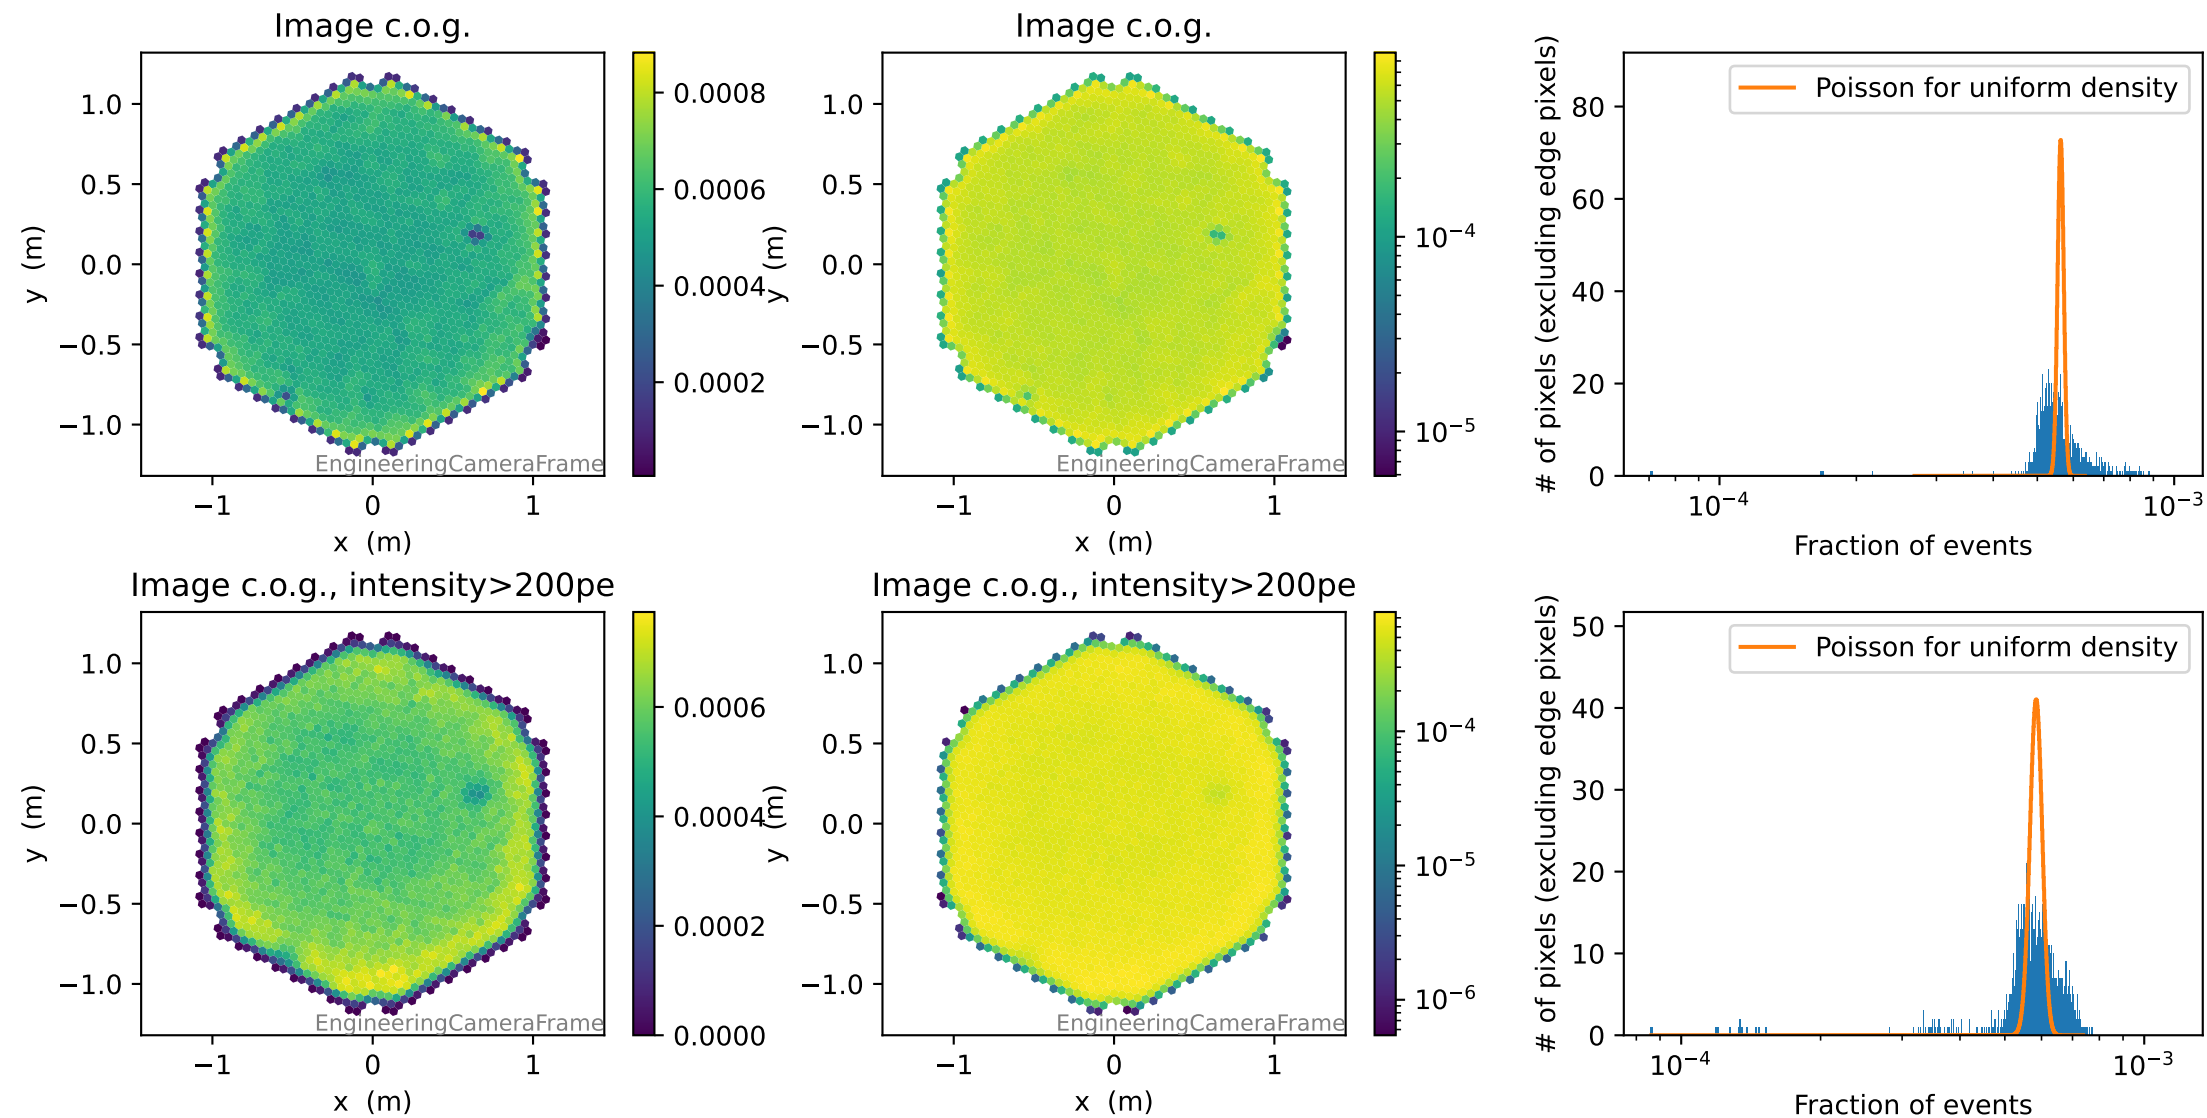 Image c.o.g.
y (m)
1.0
0.5
0.0
−0.5
−1.0
−1
0
1
x (m)
EngineeringCameraFrame
0.0008
0.0006
0.0004
0.0002
Image c.o.g.
y (m)
1.0
0.5
0.0
−0.5
−1.0
−1
0
1
x (m)
EngineeringCameraFrame
10⁻⁴
10⁻⁵
# of pixels (excluding edge pixels)
80
60
40
20
0
Poisson for uniform density
10⁻⁴
10⁻³
Fraction of events
Image c.o.g., intensity>200pe
y (m)
1.0
0.5
0.0
−0.5
−1.0
−1
0
1
x (m)
EngineeringCameraFrame
0.0006
0.0004
0.0002
0.0000
Image c.o.g., intensity>200pe
y (m)
1.0
0.5
0.0
−0.5
−1.0
−1
0
1
x (m)
EngineeringCameraFrame
10⁻⁴
10⁻⁵
10⁻⁶
# of pixels (excluding edge pixels)
50
40
30
20
10
0
Poisson for uniform density
10⁻⁴
10⁻³
Fraction of events